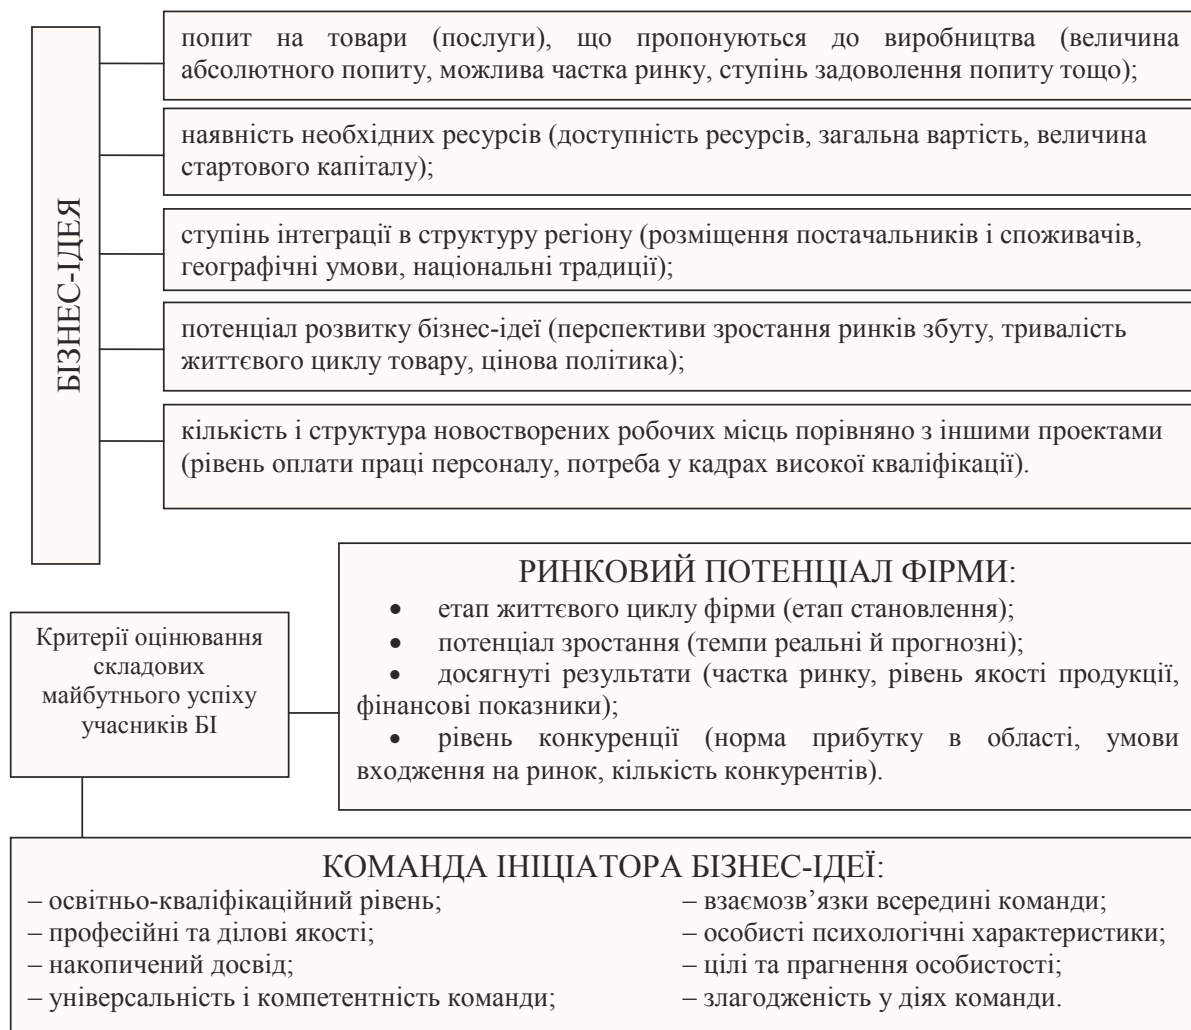 БІЗНЕС-ІДЕЯ
попит на товари (послуги), що пропонуються до виробництва (величина
абсолютного попиту, можлива частка ринку, ступінь задоволення попиту тощо);
наявність необхідних ресурсів (доступність ресурсів, загальна вартість, величина
стартового капіталу);
ступінь інтеграції в структуру регіону (розміщення постачальників і споживачів,
географічні умови, національні традиції);
потенціал розвитку бізнес-ідеї (перспективи зростання ринків збуту, тривалість
життєвого циклу товару, цінова політика);
кількість і структура новостворених робочих місць порівняно з іншими проектами
(рівень оплати праці персоналу, потреба у кадрах високої кваліфікації).
Критерії оцінювання
складових
майбутнього успіху
учасників БІ
РИНКОВИЙ ПОТЕНЦІАЛ ФІРМИ:
• етап життєвого циклу фірми (етап становлення);
• потенціал зростання (темпи реальні й прогнозні);
• досягнуті результати (частка ринку, рівень якості продукції,
фінансові показники);
• рівень конкуренції (норма прибутку в області, умови
входження на ринок, кількість конкурентів).
КОМАНДА ІНІЦІАТОРА БІЗНЕС-ІДЕЇ:
– освітньо-кваліфікаційний рівень;
– професійні та ділові якості;
– накопичений досвід;
– універсальність і компетентність команди;
– взаємозв’язки всередині команди;
– особисті психологічні характеристики;
– цілі та прагнення особистості;
– злагодженість у діях команди.